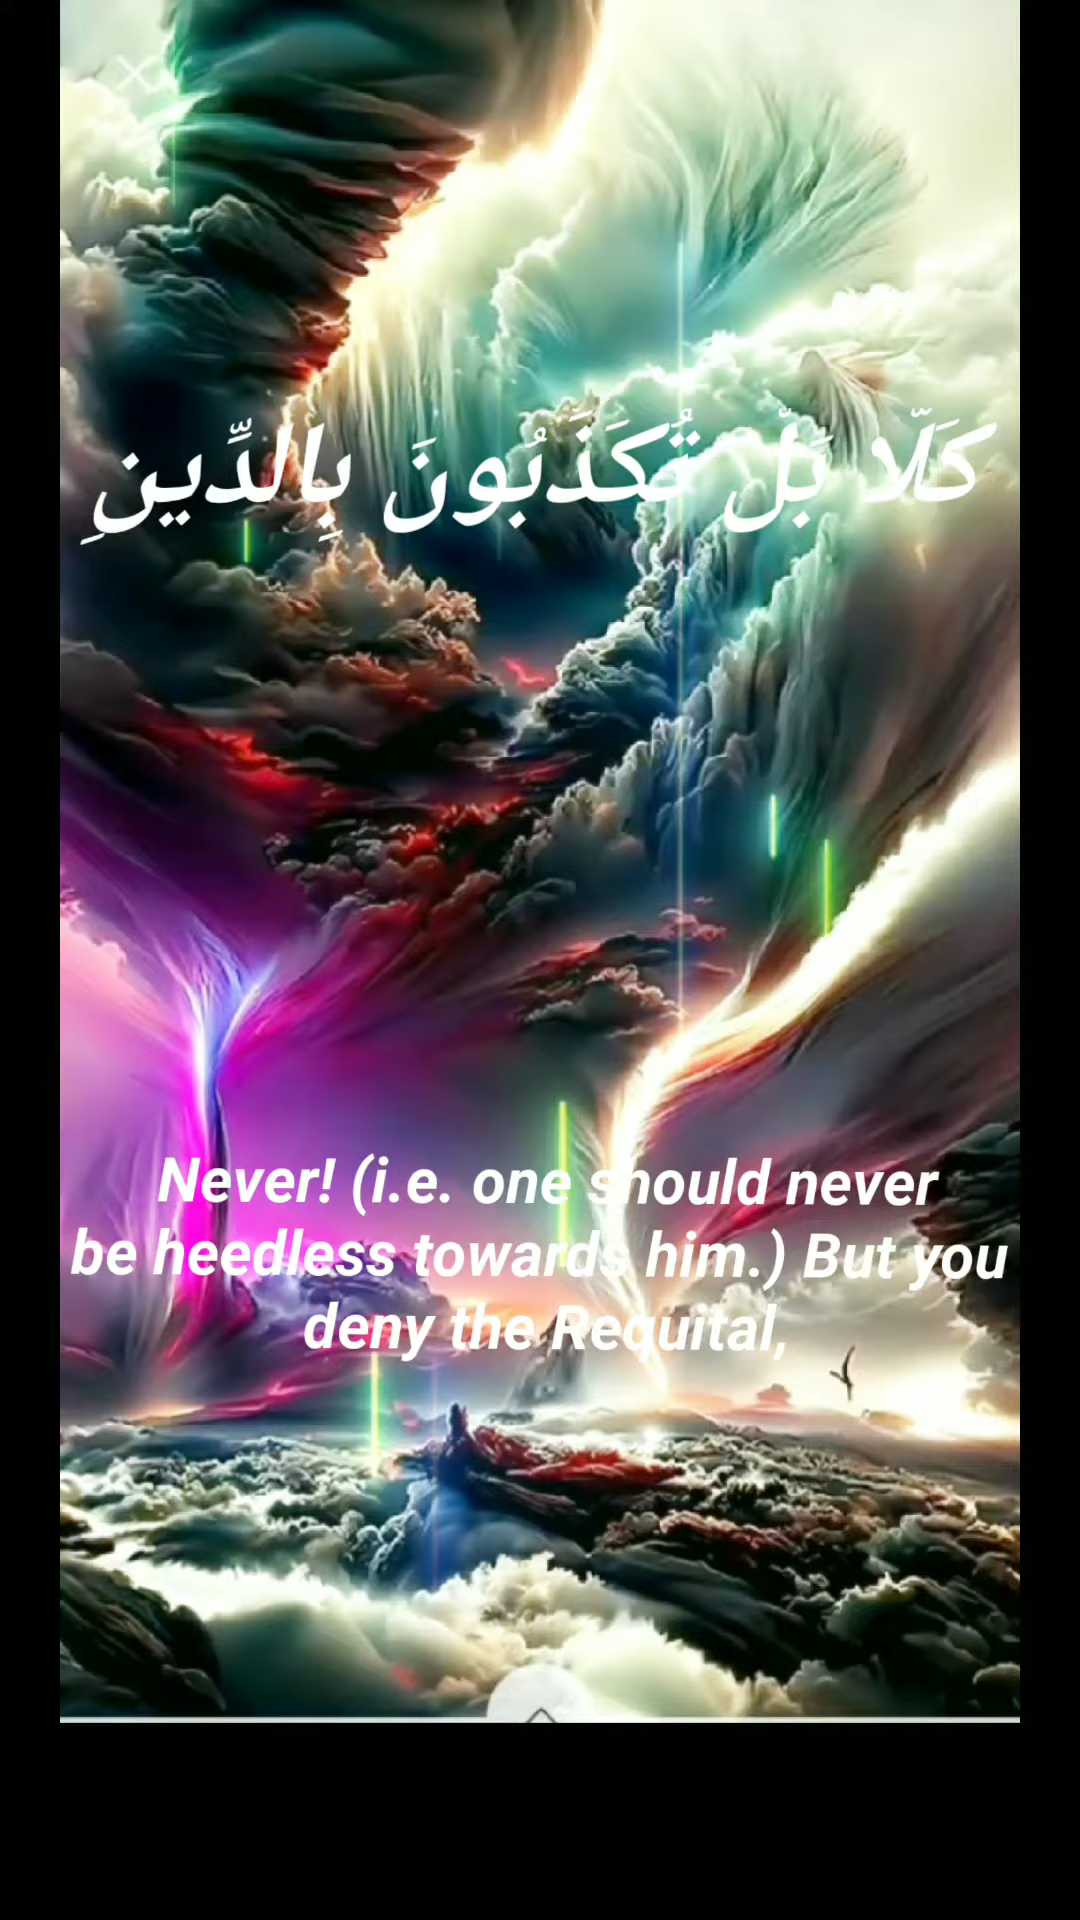 كَلّا بَل تُكَذِّبُونَ بِالدِّينِ
Never! (i.e. one should never
be heedless towards him.) But you
deny the Requital,